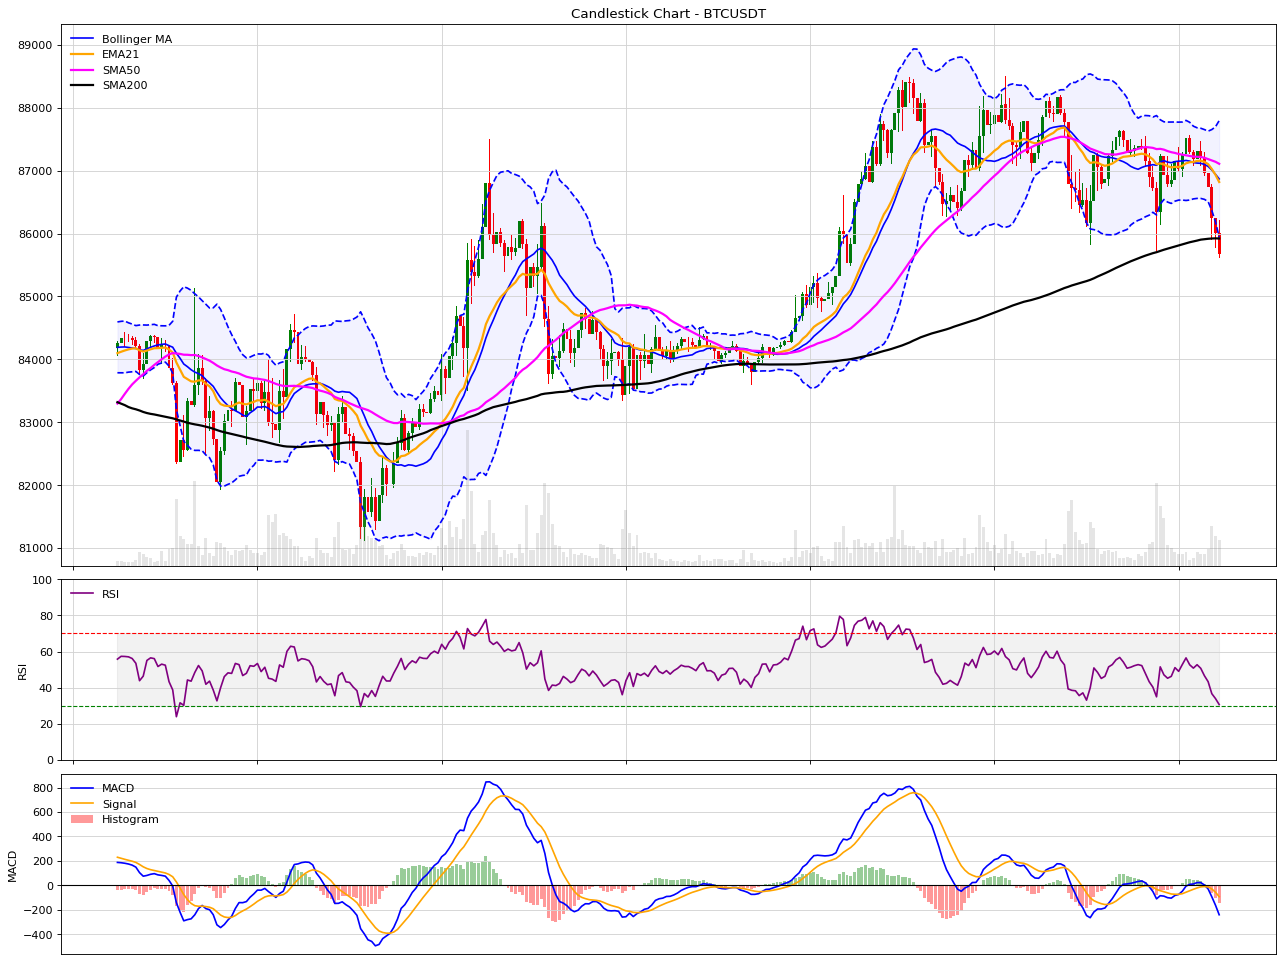 Candlestick Chart - BTCUSDT
Bollinger MA
EMA21
SMA50
SMA200
89000
88000
87000
86000
85000
84000
83000
82000
81000
RSI
RSI
100
80
60
40
20
0
MACD
Signal
Histogram
MACD
800
600
400
200
0
−200
−400